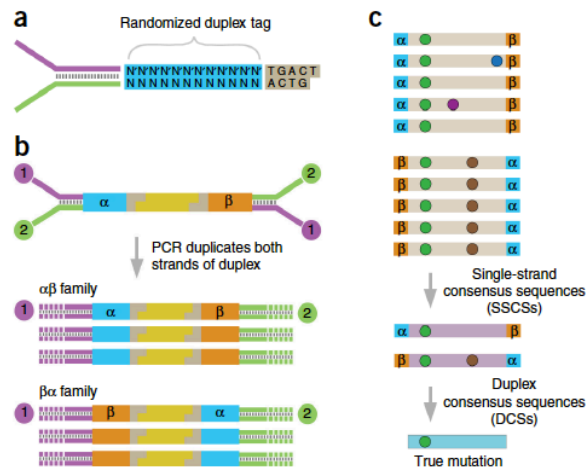 a
Randomized duplex tag
N'N'N'N'N'N'N'N'N'N'N'N' TGACT
NNNNNNNNNNNN ACTG
b
1 2
α β
2 1
PCR duplicates both
strands of duplex
αβ family
1 α β 2
βα family
1 β α 2
c
α β
α β
α β
α β
α β
β α
β α
β α
β α
β α
Single-strand
consensus sequences
(SSCSs)
α β
β α
Duplex
consensus sequences
(DCSs)
True mutation